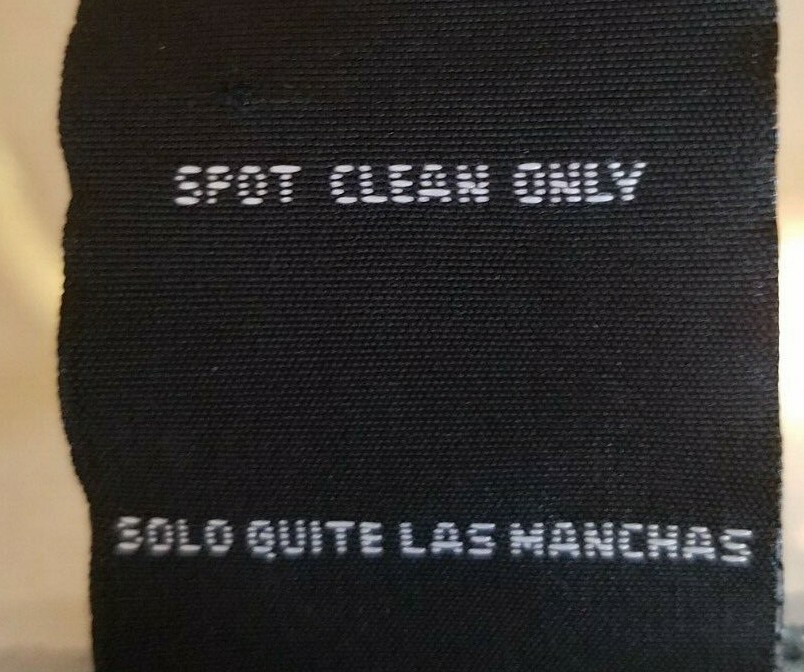 SPOT CLEAN ONLY
SOLO QUITE LAS MANCHAS